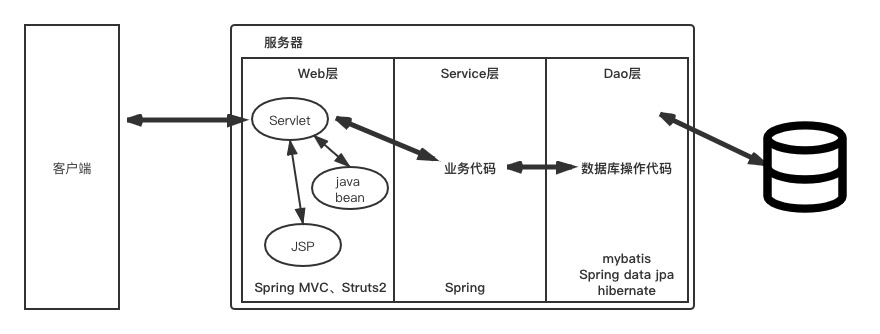 服务器
Web层
Service层
Dao层
Servlet
客户端
业务代码
数据库操作代码
java
bean
JSP
mybatis
Spring data jpa
hibernate
Spring MVC、Struts2
Spring